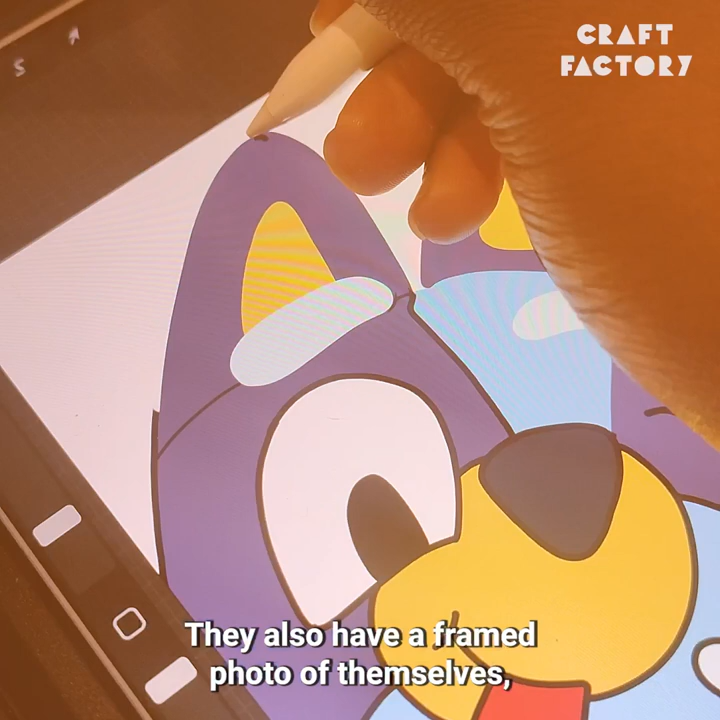 CRAFT
FACTORY
S
They also have a framed
photo of themselves,